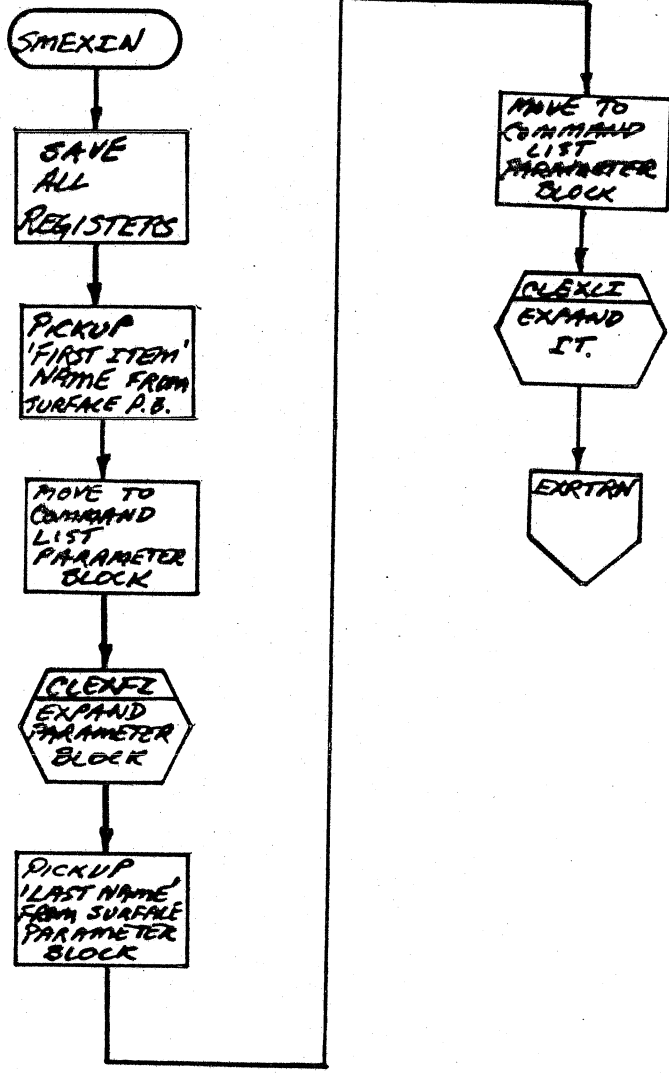 SMEXIN
SAVE
ALL
REGISTERS
PICKUP
'FIRST ITEM'
NAME FROM
SURFACE P.B.
MOVE TO
COMMAND
LIST
PARAMETER
BLOCK
CLEXFI
EXPAND
PARAMETER
BLOCK
PICKUP
'LAST NAME'
FROM SURFACE
PARAMETER
BLOCK
MOVE TO
COMMAND
LIST
PARAMETER
BLOCK
CLEXLI
EXPAND
IT.
EXRTRN